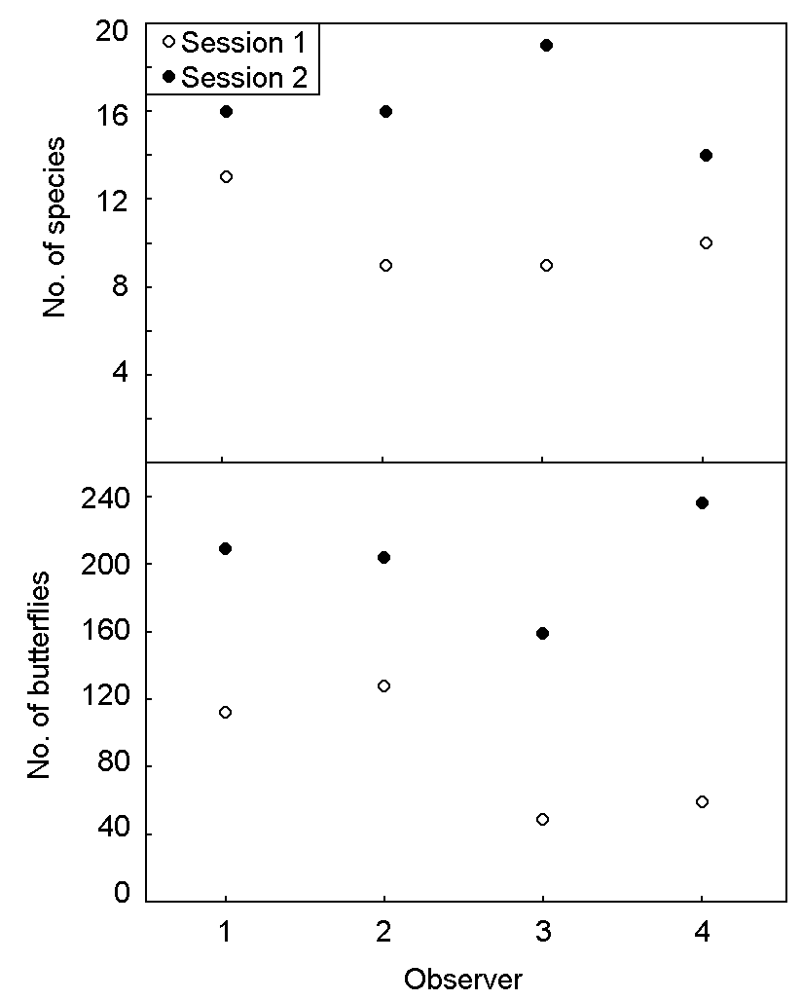 20
Session 1
Session 2
16
12
8
4
No. of species
240
200
160
120
80
40
0
No. of butterflies
1 2 3 4
Observer